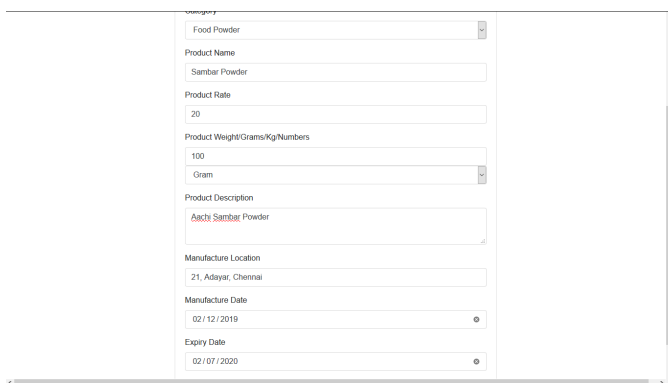 Category
Food Powder
Product Name
Sambar Powder
Product Rate
20
Product Weight/Grams/Kg/Numbers
100
Gram
Product Description
Aachi Sambar Powder
Manufacture Location
21, Adayar, Chennai
Manufacture Date
02 / 12 / 2019
Expiry Date
02 / 07 / 2020